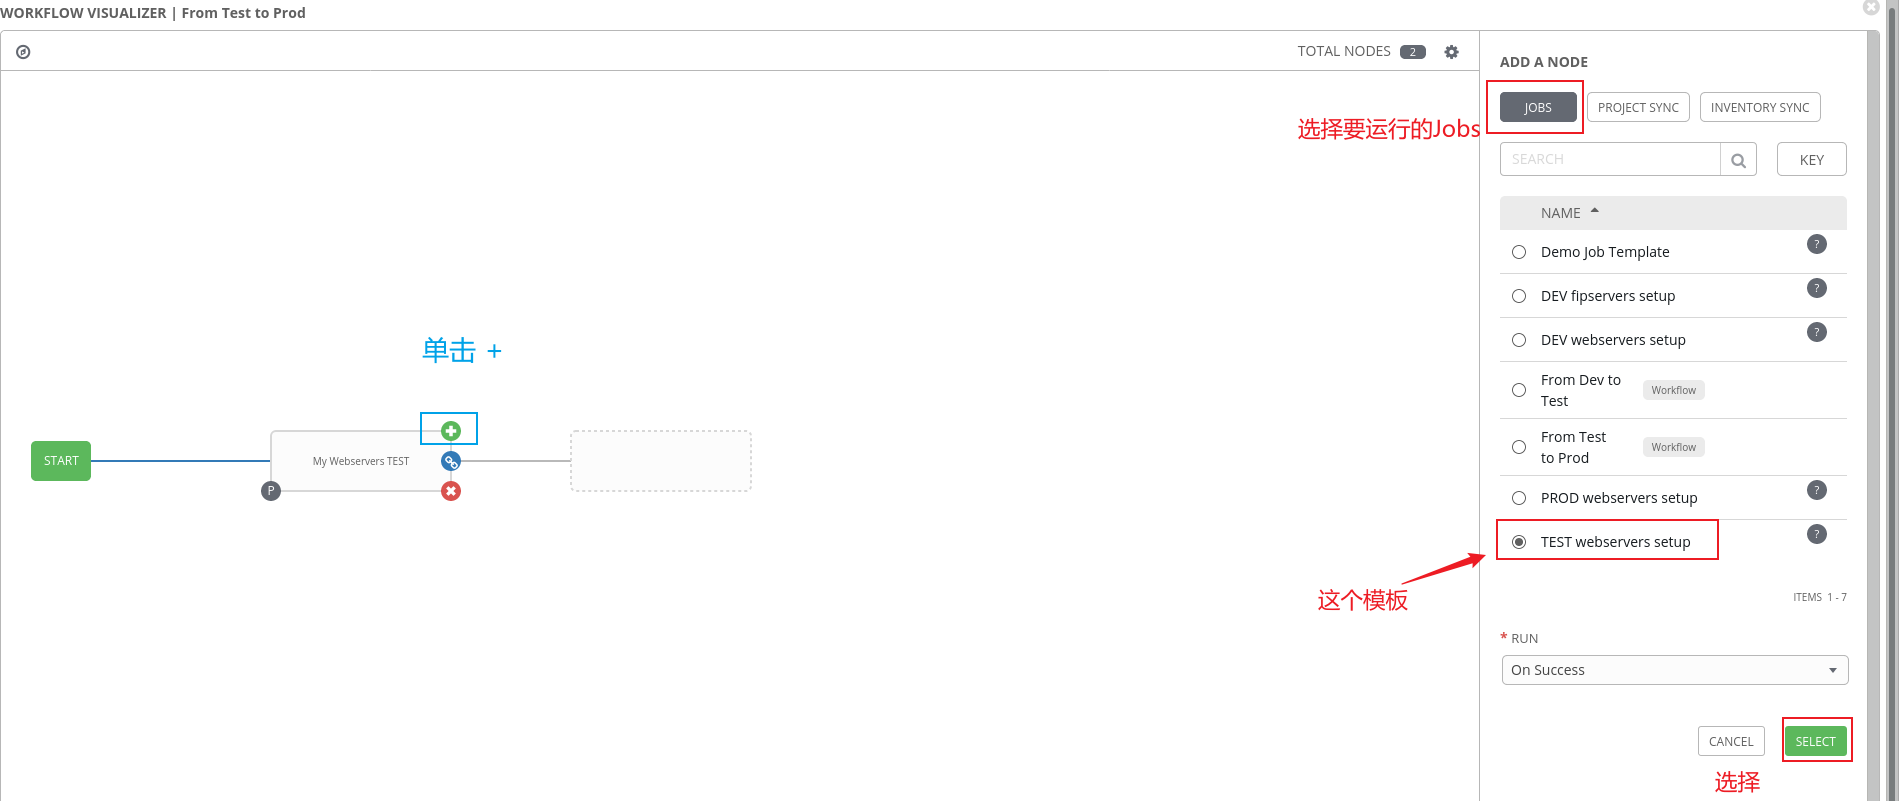 WORKFLOW VISUALIZER | From Test to Prod
TOTAL NODES 2
ADD A NODE
JOBS PROJECT SYNC INVENTORY SYNC
选择要运行的Jobs
SEARCH KEY
NAME
Demo Job Template ?
DEV fipservers setup ?
DEV webservers setup ?
From Dev to
Test
Workflow
From Test
to Prod
Workflow
PROD webservers setup ?
TEST webservers setup ?
这个模板
ITEMS 1 - 7
* RUN
On Success
CANCEL SELECT
选择
单击 +
START
My Webservers TEST
P